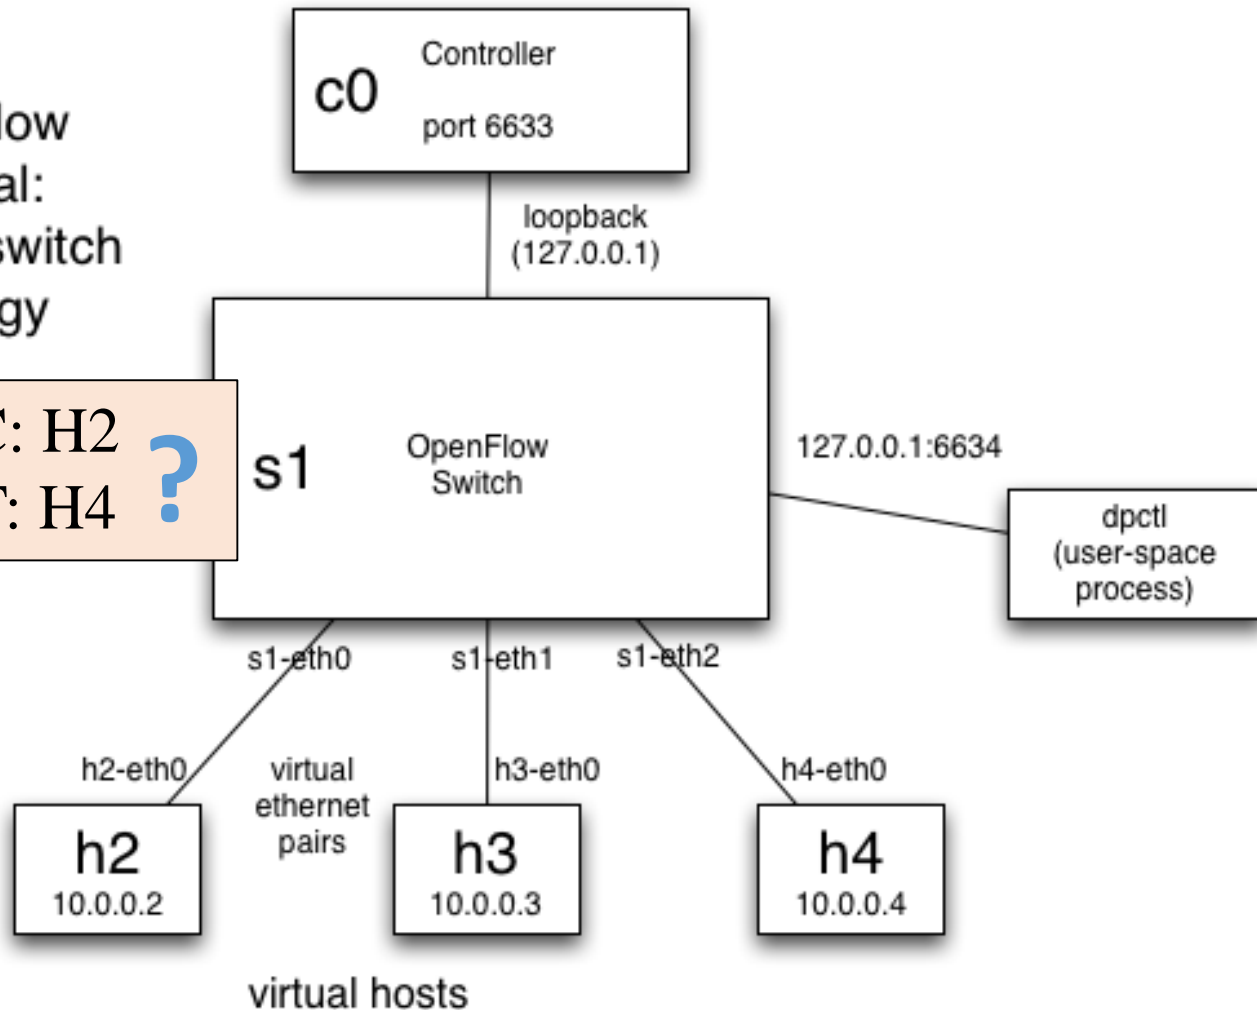 c0
Controller
port 6633
low
al:
switch
gy
loopback
(127.0.0.1)
C: H2
T: H4
?
s1
OpenFlow
Switch
127.0.0.1:6634
dpctl
(user-space
process)
s1-eth0
s1-eth1
s1-eth2
h2-eth0
virtual
ethernet
pairs
h3-eth0
h4-eth0
h2
10.0.0.2
h3
10.0.0.3
h4
10.0.0.4
virtual hosts